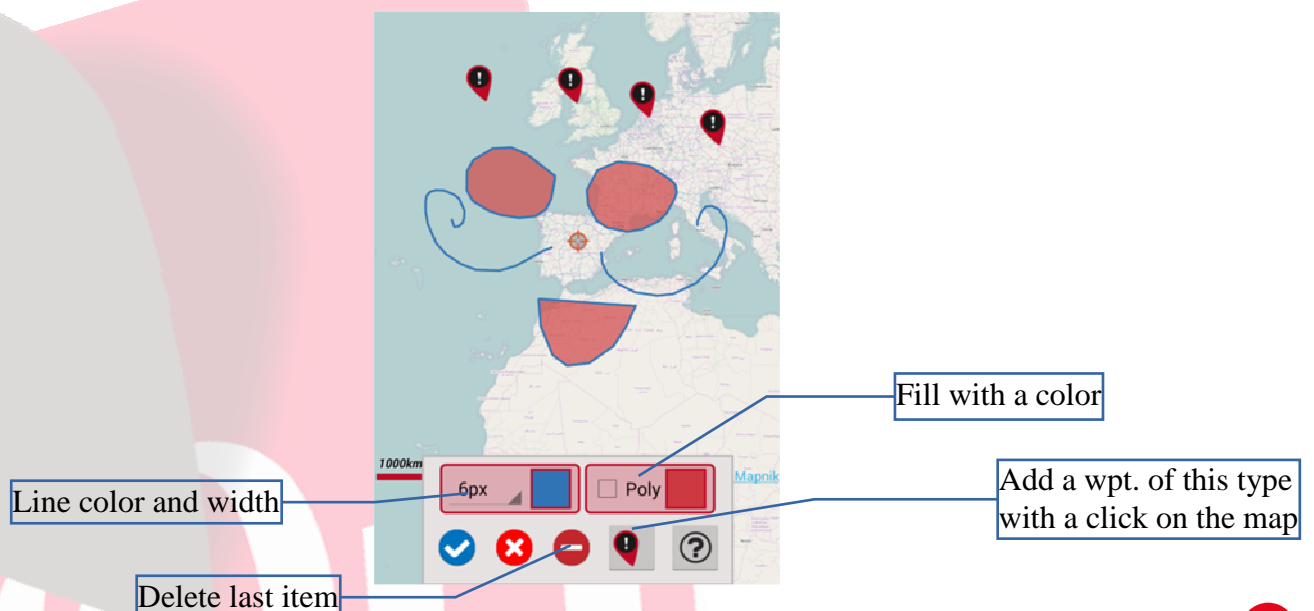 Fill with a color
1000km
Mapnik
6px
Poly
Line color and width
Add a wpt. of this type
with a click on the map
Delete last item